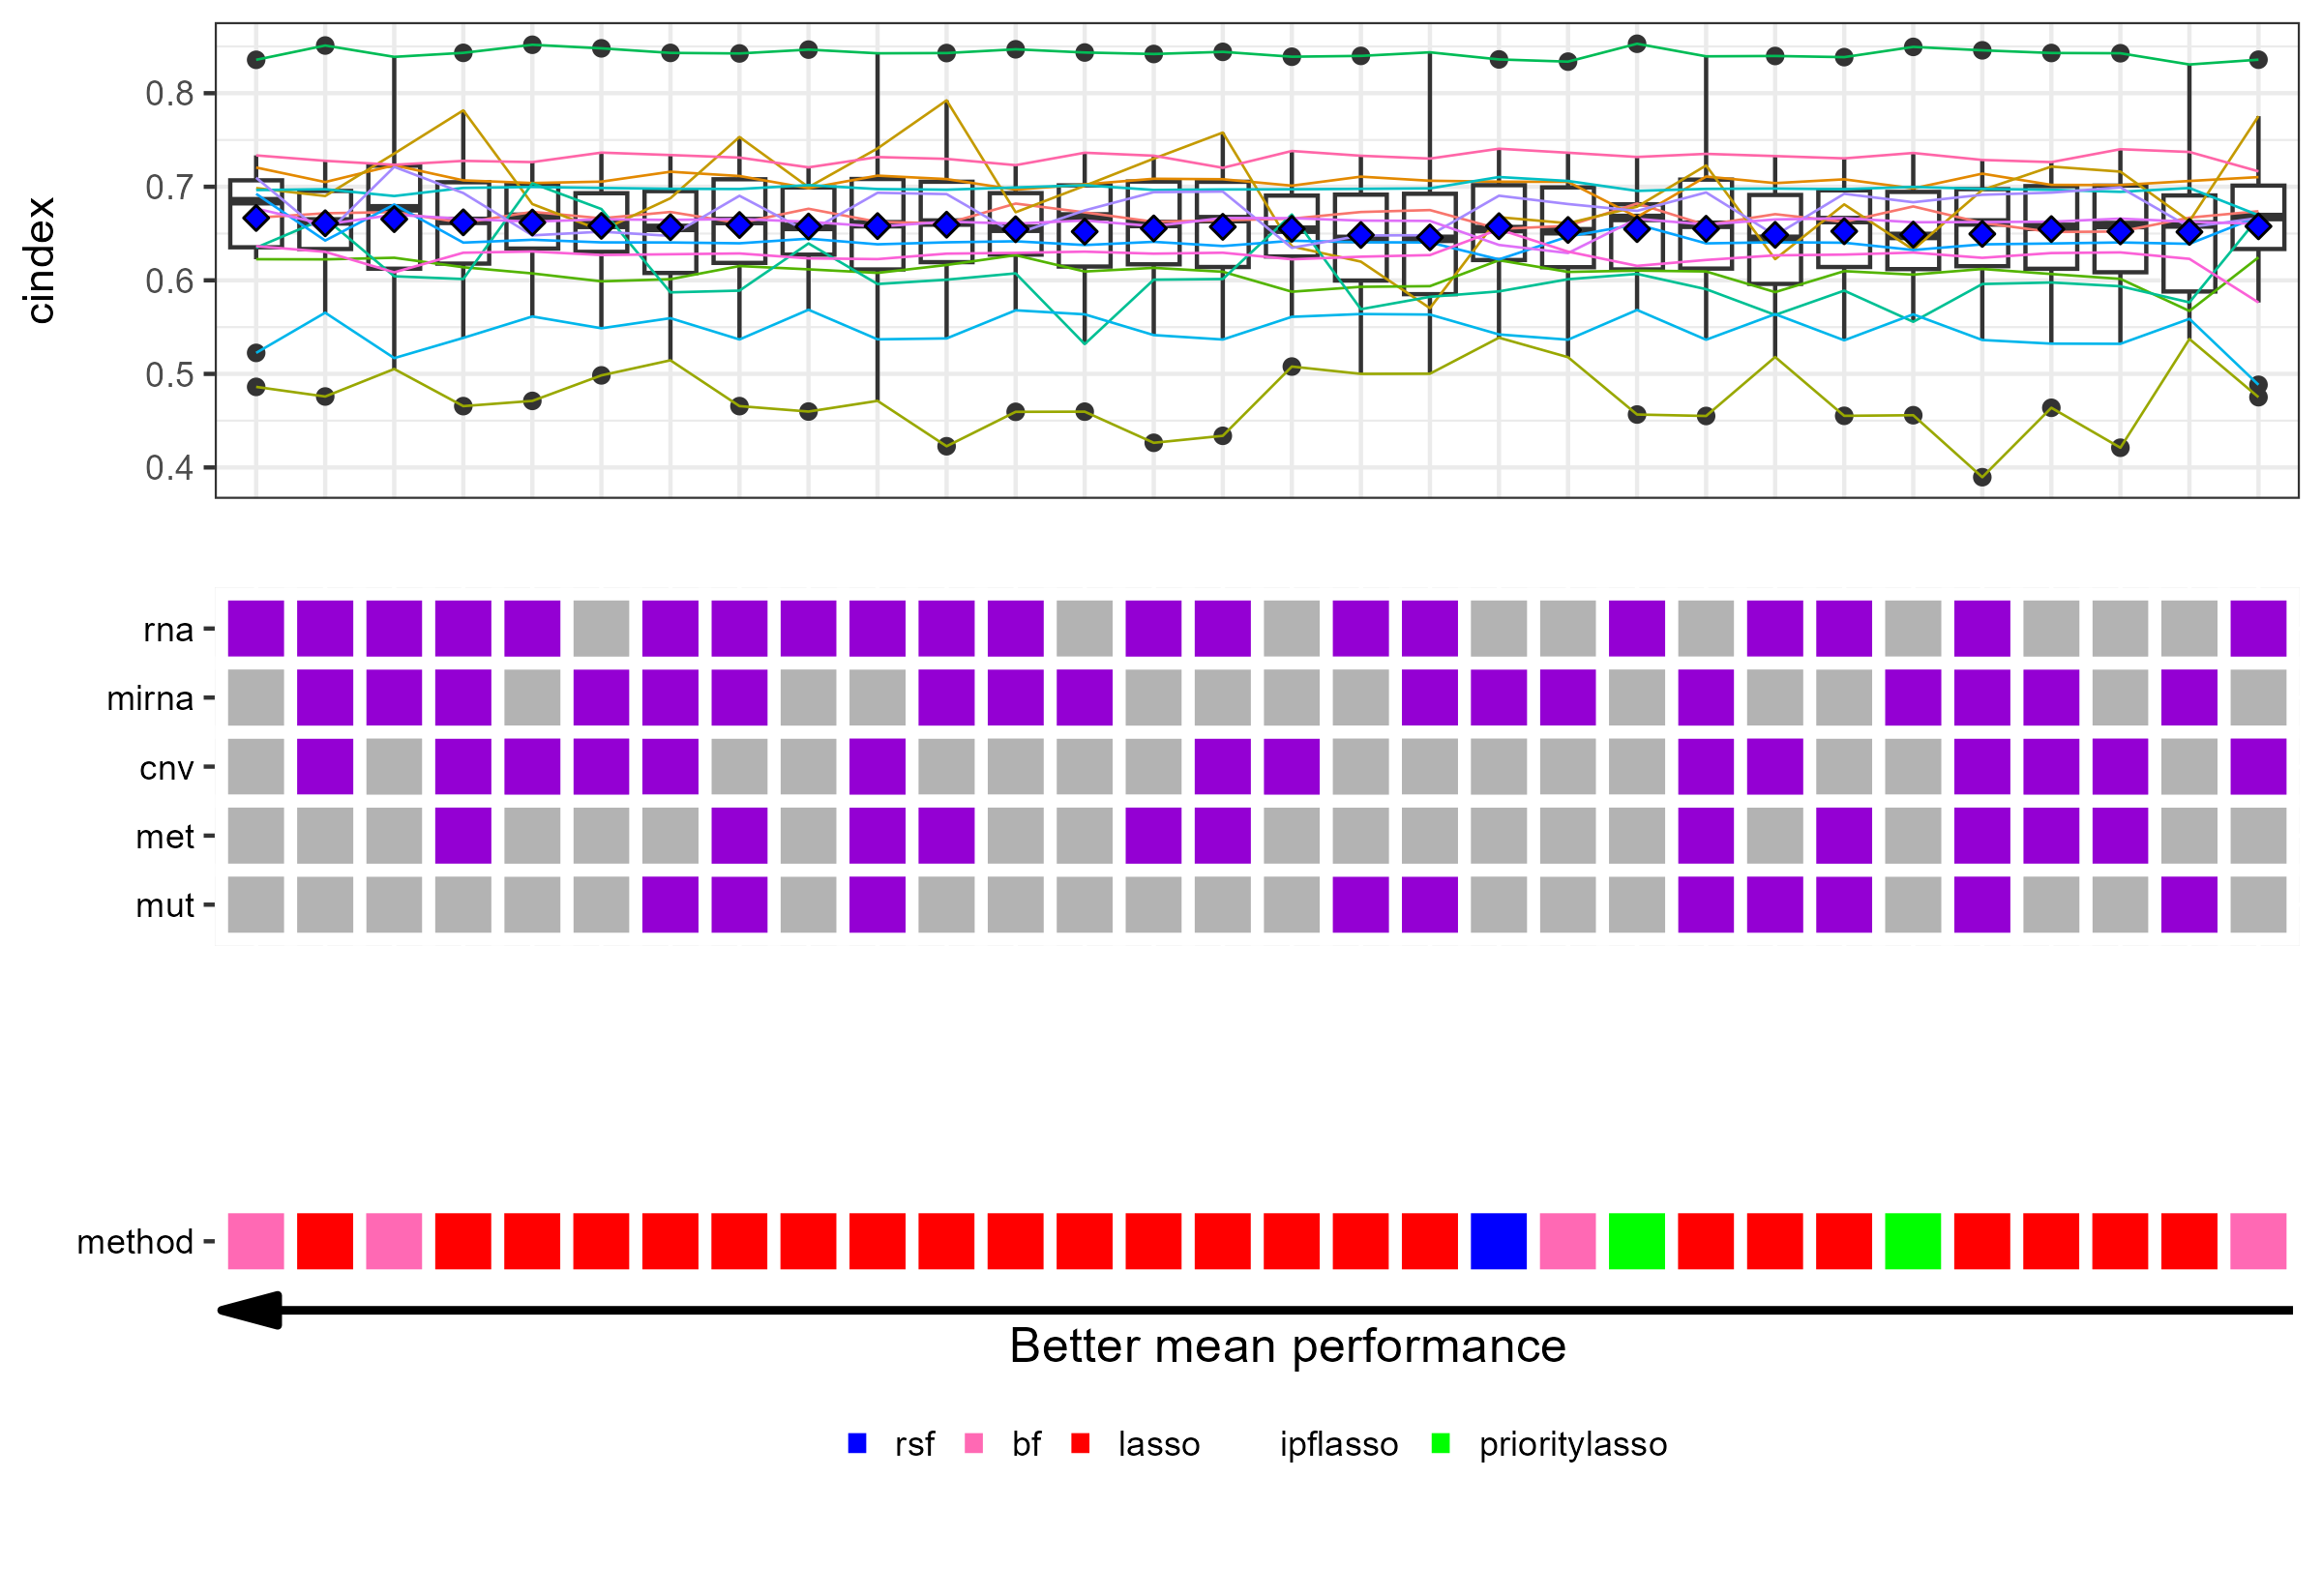 cindex
0.8
0.7
0.6
0.5
0.4
rna
mirna
cnv
met
mut
method
Better mean performance
rsf bf lasso ipflasso prioritylasso